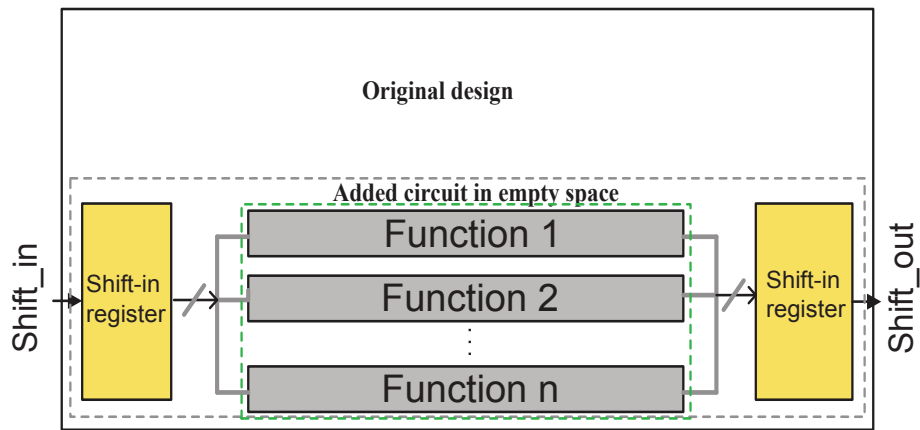 Original design
Added circuit in empty space
Shift_in
Shift-in
register
Function 1
Function 2
Function n
Shift-in
register
Shift_out